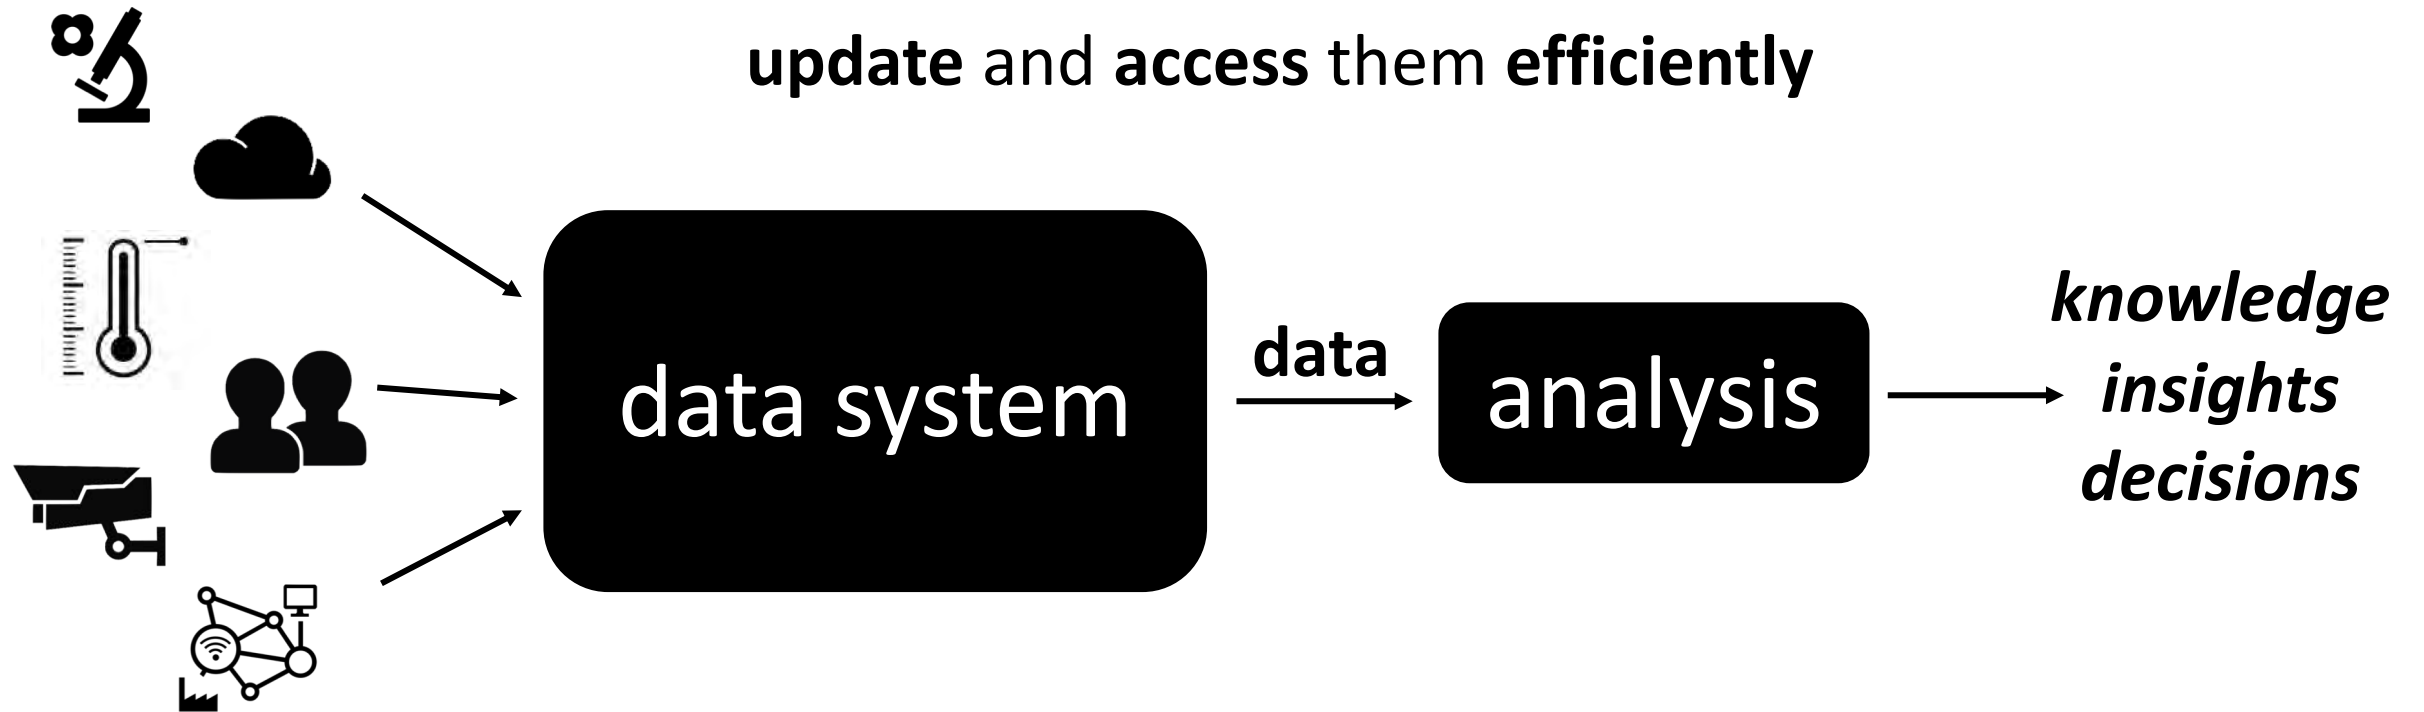 update and access them efficiently
data system
data
analysis
knowledge
insights
decisions